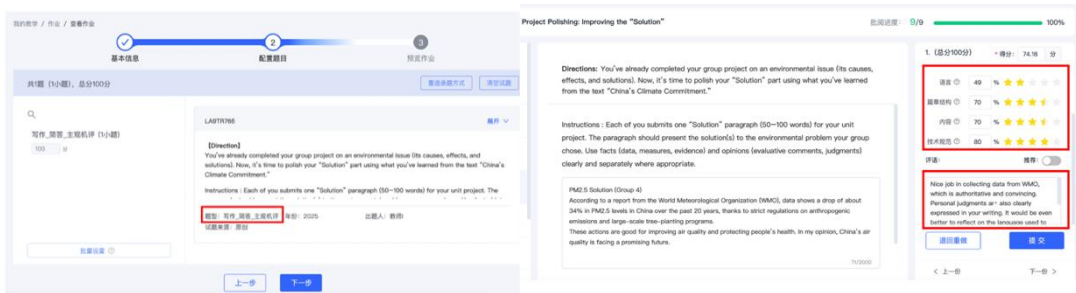 我的教学 / 作业 / 查看作业
2
3
基本信息
配置题目
预览作业
共1题 (1小题)，总分100分
重选录题方式
清空试题
写作_简答_主观机评 (1小题)
100 分
批量设置
LABTR766
展开
【Direction】
You've already completed your group project on an environmental issue (its causes, effects, and
solutions). Now, it's time to polish your "Solution" part using what you've learned from the text "China's
Climate Commitment."
Instructions : Each of you submits one "Solution" paragraph (50–100 words) for your unit project. The
题型: 写作_简答_主观机评
年份: 2025
出题人: 教师
试题来源: 原创
上一步
下一步
Project Polishing: Improving the "Solution"
批阅进度: 9/9
100%
Directions: You've already completed your group project on an environmental issue (its causes,
effects, and solutions). Now, it's time to polish your "Solution" part using what you've learned
from the text "China's Climate Commitment."
Instructions : Each of you submits one "Solution" paragraph (50–100 words) for your unit
project. The paragraph should present the solution(s) to the environmental problem your group
chose. Use facts (data, measures, evidence) and opinions (evaluative comments, judgments)
clearly and separately where appropriate.
PM2.5 Solution (Group 4)
According to a report from the World Meteorological Organization (WMO), data shows a drop of about
34% in PM2.5 levels in China over the past 20 years, thanks to strict regulations on anthropogenic
emissions and large-scale tree-planting programs.
These actions are good for improving air quality and protecting people's health. In my opinion, China's air
quality is facing a promising future.
71/2000
1. (总分100分)
* 得分: 74.18 分
语言 49 %
篇章结构 70 %
内容 70 %
技术规范 80 %
评语:
推荐:
Nice job in collecting data from WMO,
which is authoritative and convincing.
Personal judgments ar also clearly
expressed in your writing. It would be even
better to reflect on the language used to
退回重做
提交
< 上一份
下一份 >